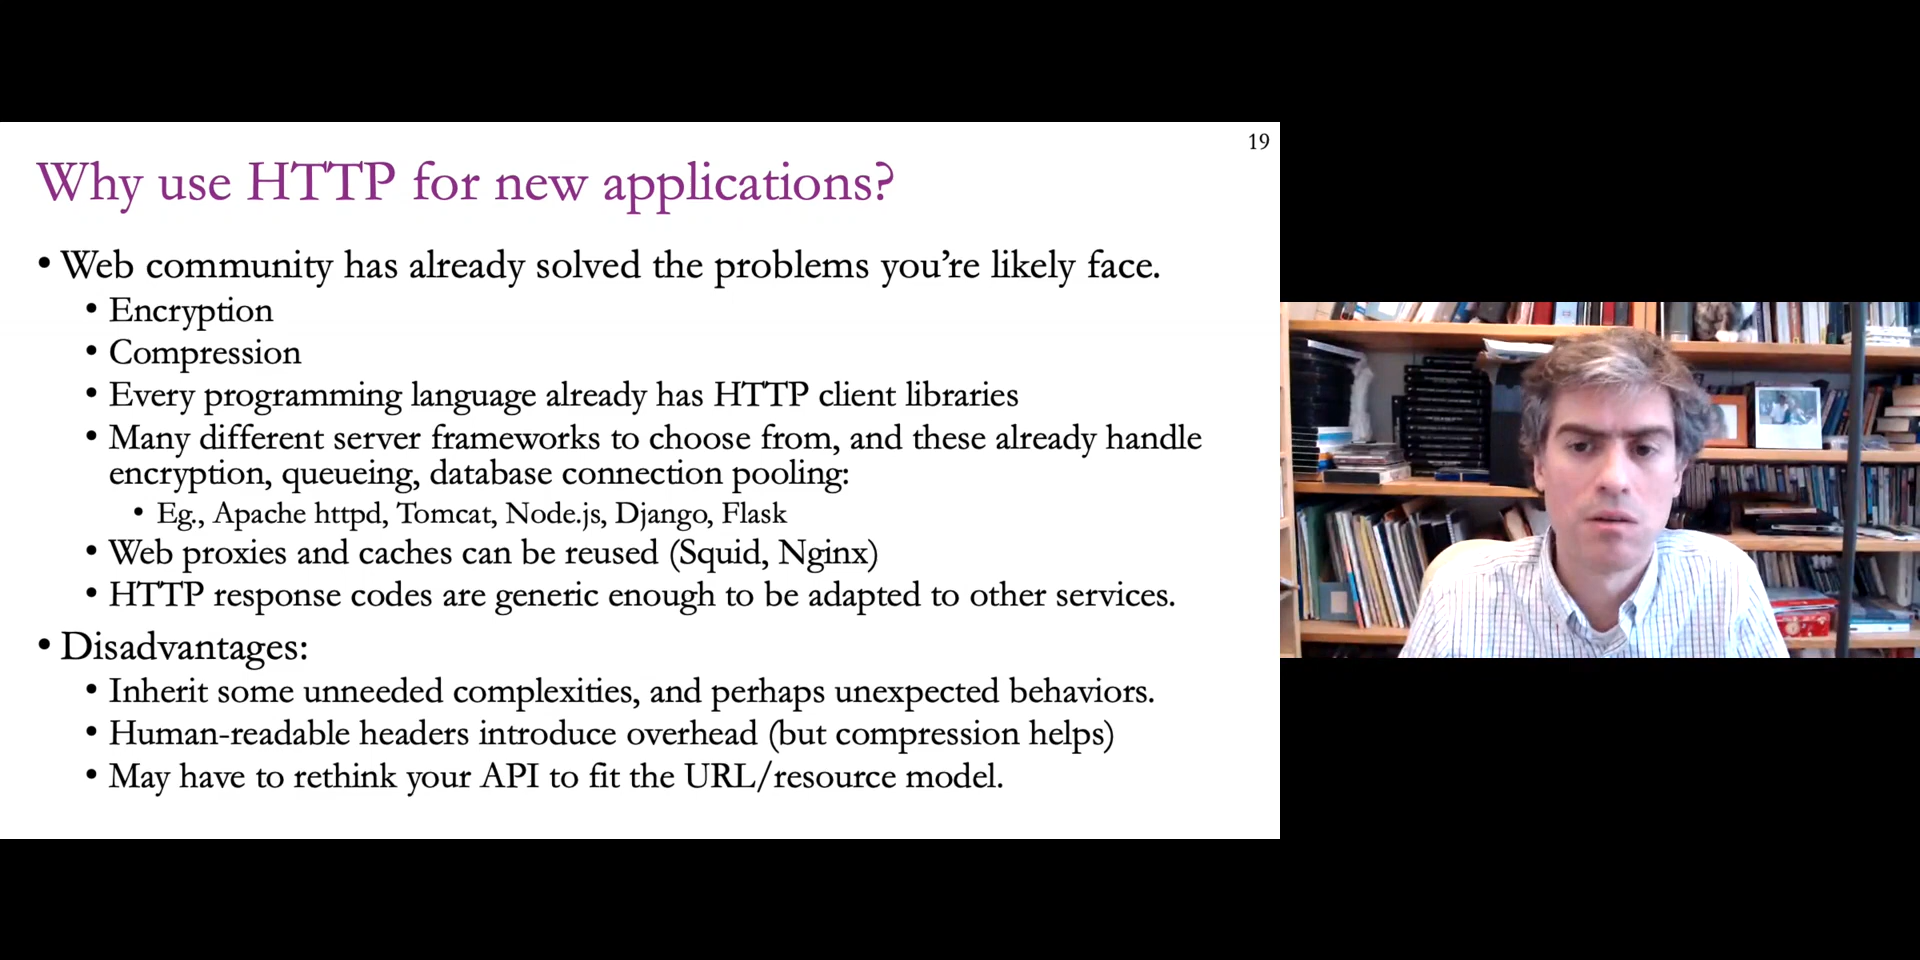 19
Why use HTTP for new applications?
• Web community has already solved the problems you're likely face.
• Encryption
• Compression
• Every programming language already has HTTP client libraries
• Many different server frameworks to choose from, and these already handle
encryption, queueing, database connection pooling:
• Eg., Apache httpd, Tomcat, Node.js, Django, Flask
• Web proxies and caches can be reused (Squid, Nginx)
• HTTP response codes are generic enough to be adapted to other services.
• Disadvantages:
• Inherit some unneeded complexities, and perhaps unexpected behaviors.
• Human-readable headers introduce overhead (but compression helps)
• May have to rethink your API to fit the URL/resource model.